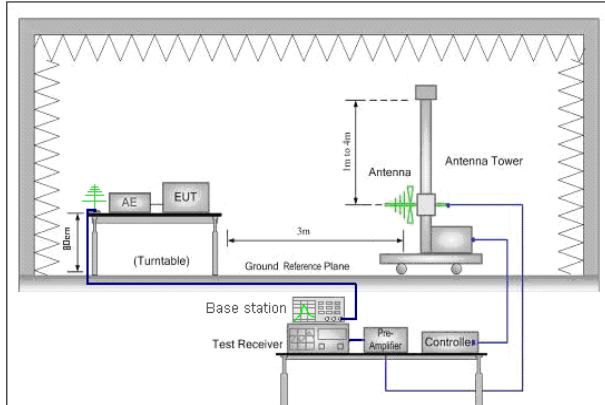 1m to 4m
Antenna
Antenna Tower
AE
EUT
80cm
3m
(Turntable)
Ground Reference Plane
Base station
Test Receiver
Pre-
Amplifier
Controller